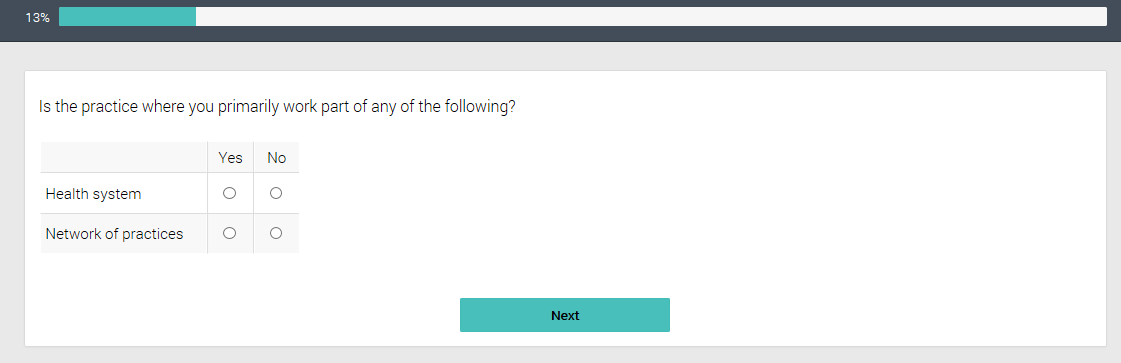 13%
Is the practice where you primarily work part of any of the following?
Yes No
Health system
Network of practices
Next